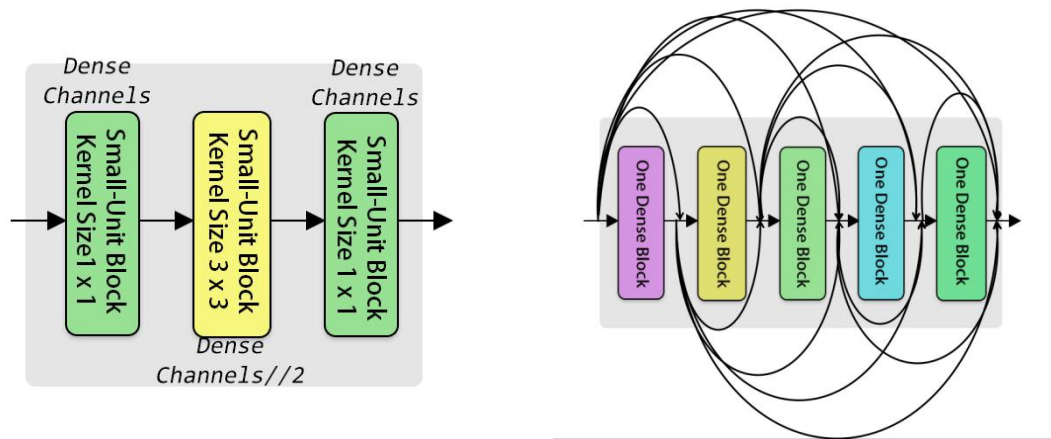 Dense
Channels
Small-Unit Block
Kernel Size1 x 1
Small-Unit Block
Kernel Size 3 x 3
Dense
Channels//2
Dense
Channels
Small-Unit Block
Kernel Size 1 x 1
One Dense Block
One Dense Block
One Dense Block
One Dense Block
One Dense Block